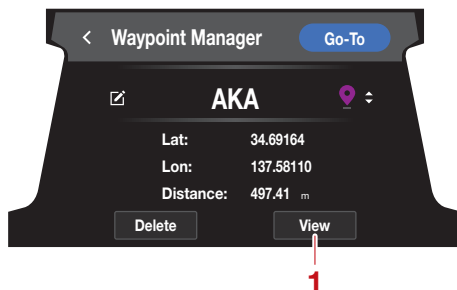 Waypoint Manager Go-To
AKA
Lat: 34.69164
Lon: 137.58110
Distance: 497.41 m
Delete View
1